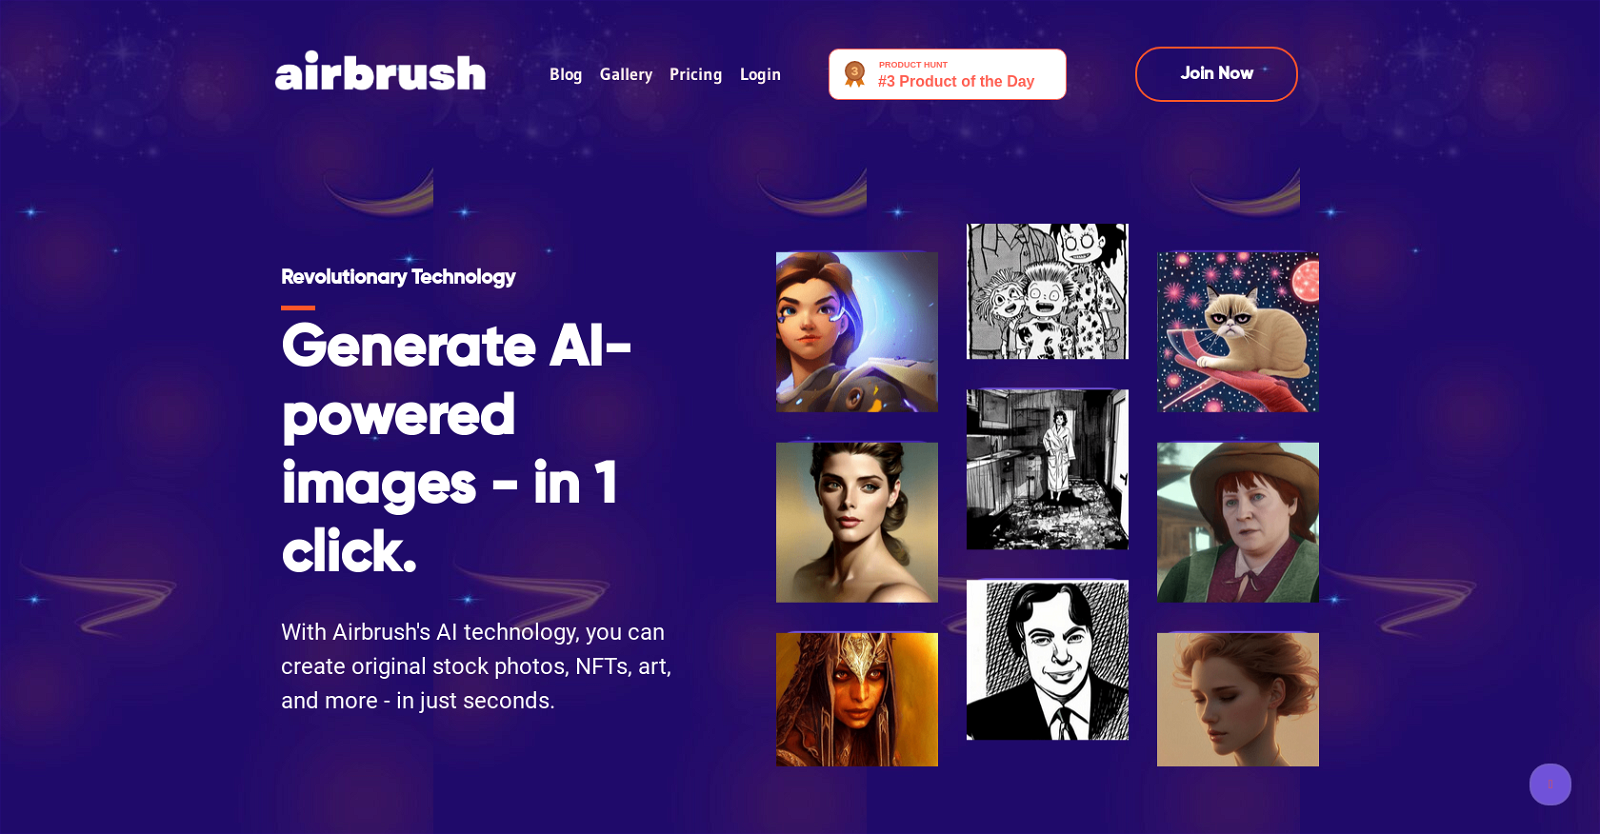 airbrush
Blog Gallery Pricing Login
3
PRODUCT HUNT
#3 Product of the Day
Join Now
Revolutionary Technology
Generate AI-
powered
images - in 1
click.
With Airbrush's AI technology, you can
create original stock photos, NFTs, art,
and more - in just seconds.